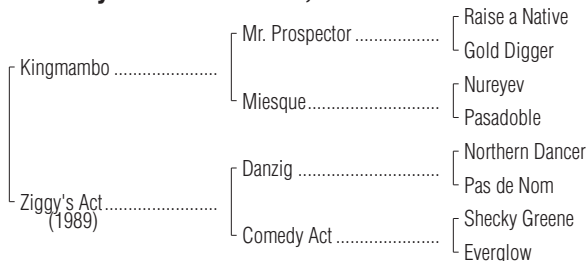 Raise a Native
Mr. Prospector ....................
Gold Digger
Kingmambo ........................
Nureyev
Miesque..............................
Pasadoble
Northern Dancer
Danzig ................................
Pas de Nom
Ziggy's Act..........................
(1989)
Shecky Greene
Comedy Act ........................
Everglow